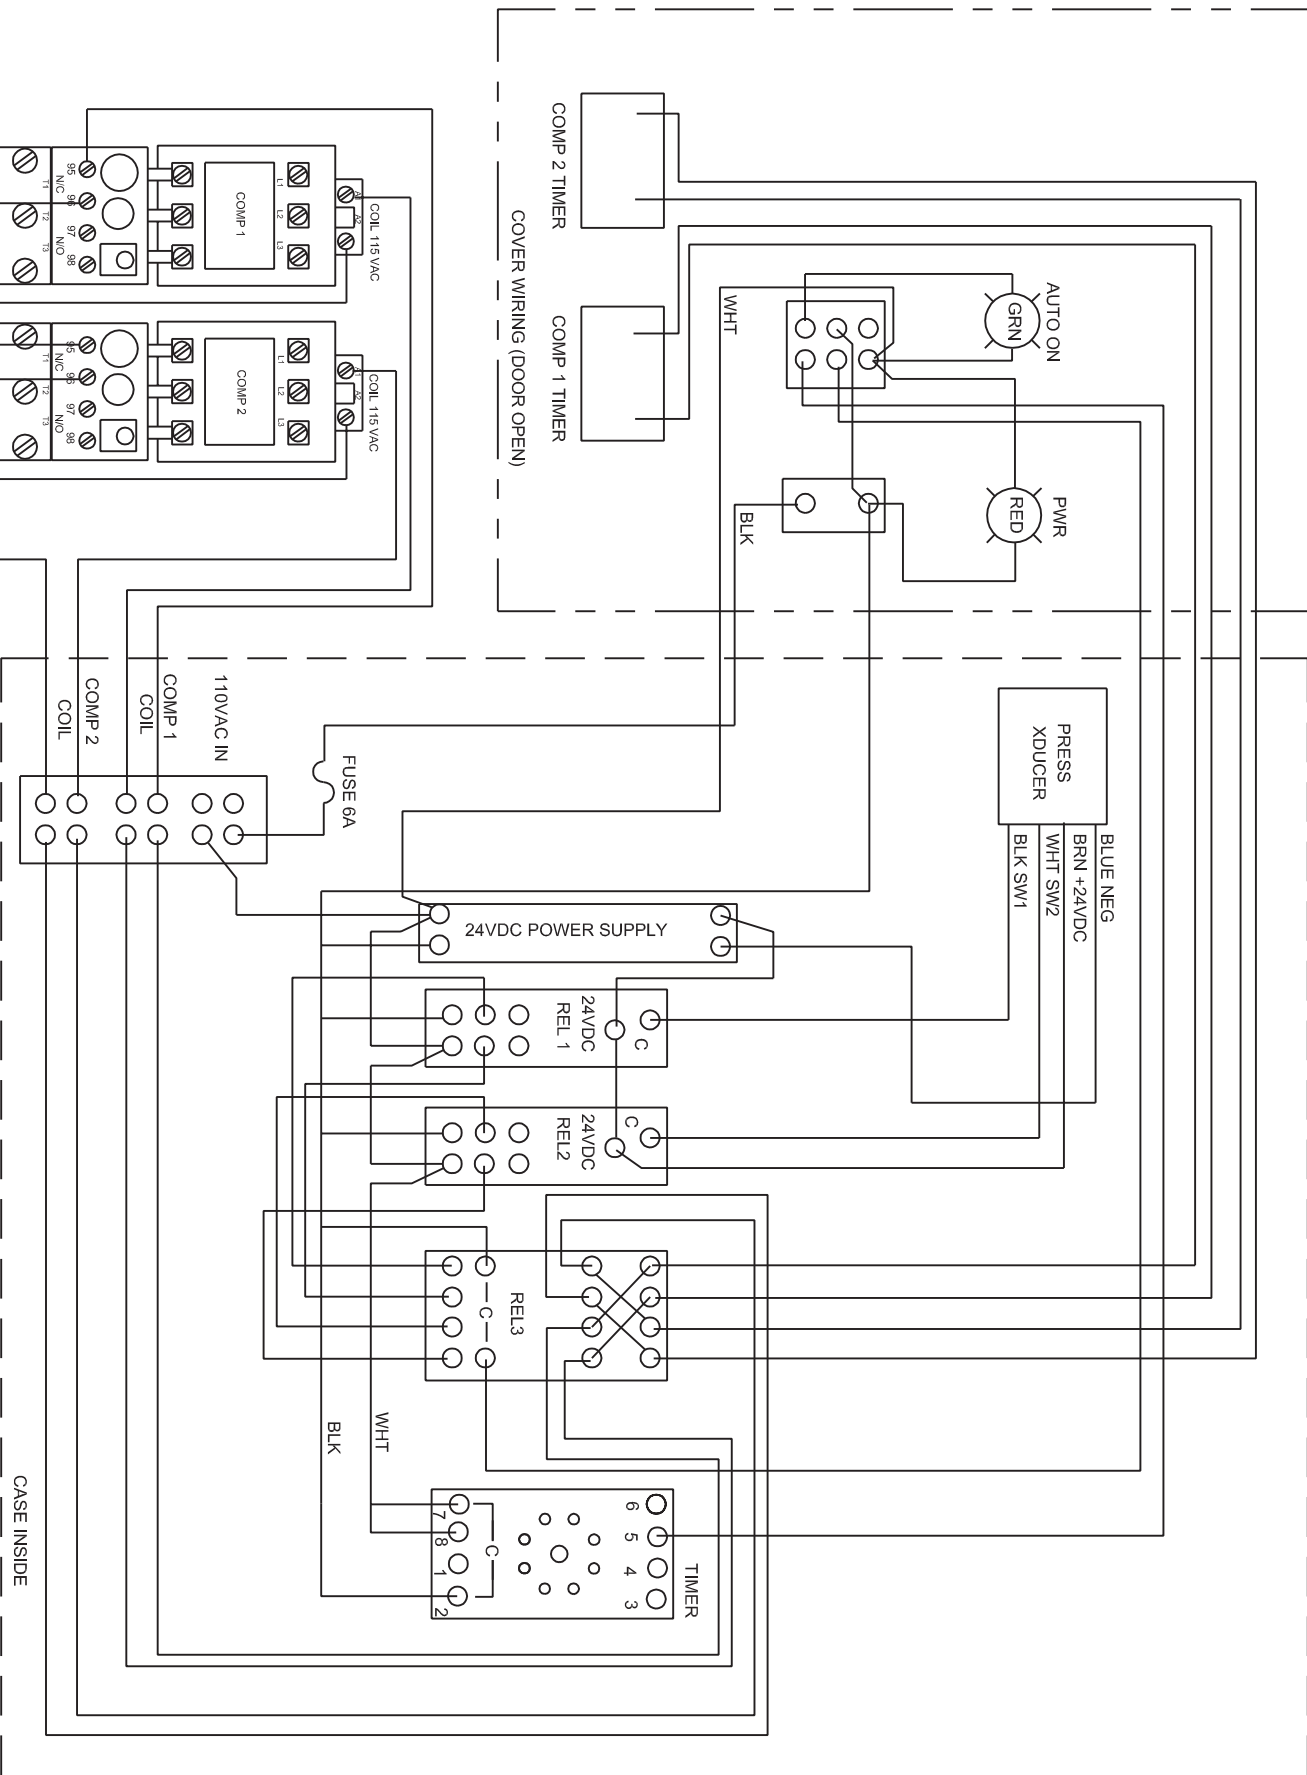 COMP 2 TIMER
COVER WIRING (DOOR OPEN)
COMP 1 TIMER
WHT
AUTO ON
GRN
PWR
RED
BLK
95
N/C
96
97
N/O
98
T1
T2
T3
COMP 1
L1
L2
L3
A1
A2
COIL 115 VAC
95
N/C
96
97
N/O
98
T1
T2
T3
COMP 2
L1
L2
L3
A1
A2
COIL 115 VAC
110VAC IN
COMP 1
COIL
COMP 2
COIL
FUSE 6A
PRESS
XDUCER
BLUE NEG
BRN +24VDC
WHT SW2
BLK SW1
24VDC POWER SUPPLY
24VDC
REL 1
C
24VDC
REL2
C
REL3
C
WHT
BLK
TIMER
6
5
4
3
7
8
1
2
C
CASE INSIDE